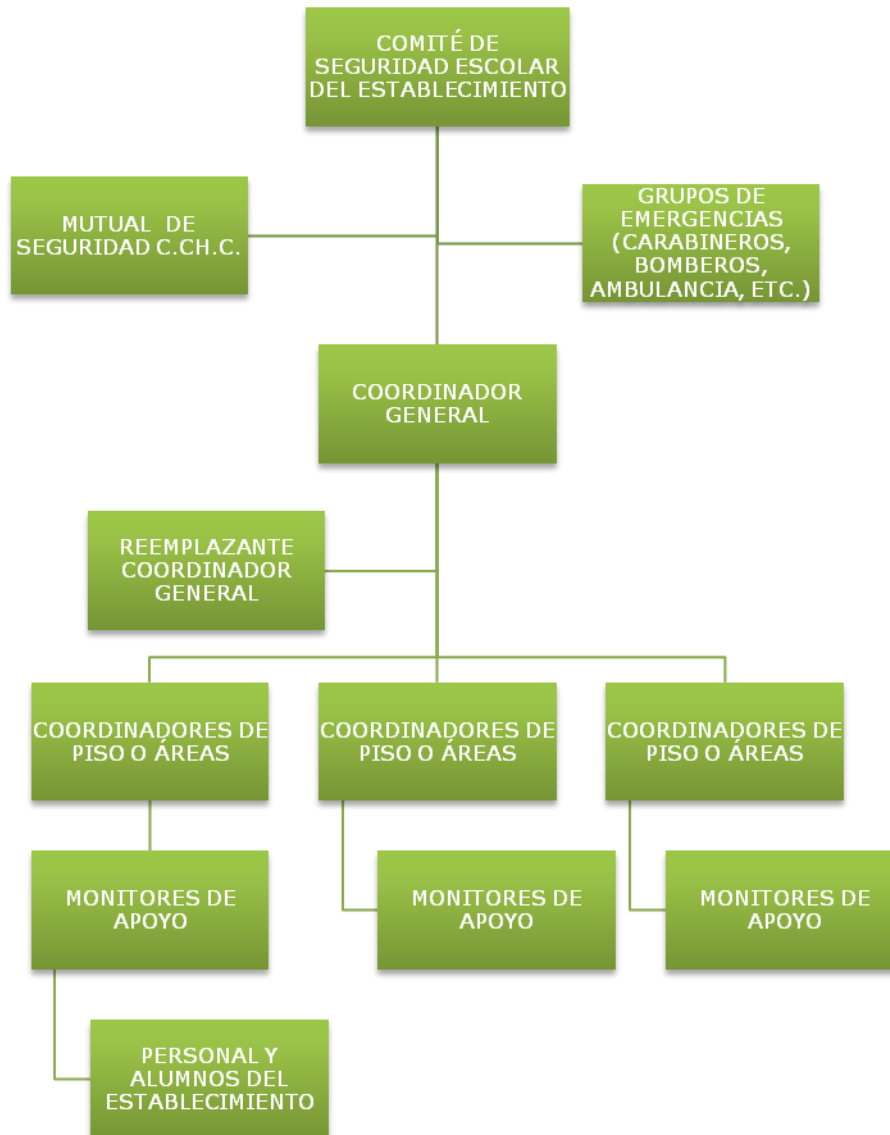 COMITÉ DE
SEGURIDAD ESCOLAR
DEL ESTABLECIMIENTO
MUTUAL DE
SEGURIDAD C.CH.C.
GRUPOS DE
EMERGENCIAS
(CARABINEROS,
BOMBEROS,
AMBULANCIA, ETC.)
COORDINADOR
GENERAL
REEMPLAZANTE
COORDINADOR
GENERAL
COORDINADORES DE
PISO O ÁREAS
COORDINADORES DE
PISO O ÁREAS
COORDINADORES DE
PISO O ÁREAS
MONITORES DE
APOYO
MONITORES DE
APOYO
MONITORES DE
APOYO
PERSONAL Y
ALUMNOS DEL
ESTABLECIMIENTO